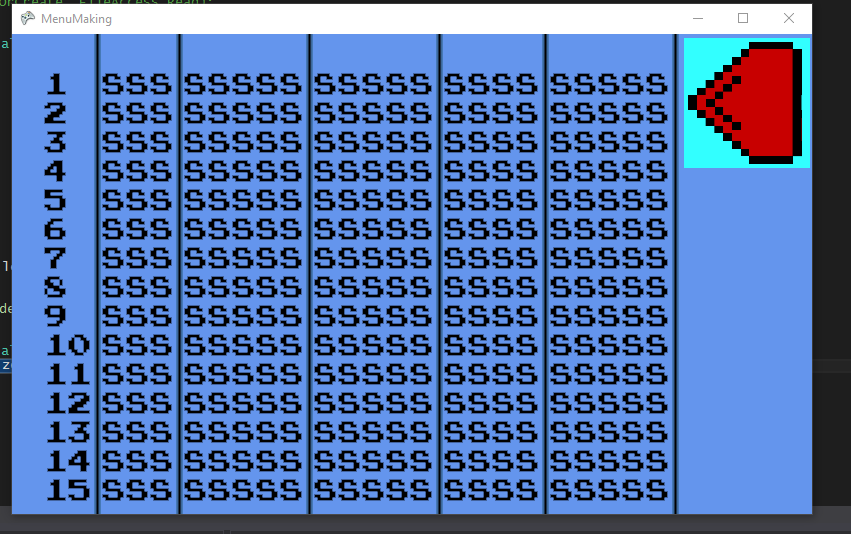 MenuMaking
1 SSS SSSSS SSSSS SSSS SSSSS
2 SSS SSSSS SSSSS SSSS SSSSS
3 SSS SSSSS SSSSS SSSS SSSSS
4 SSS SSSSS SSSSS SSSS SSSSS
5 SSS SSSSS SSSSS SSSS SSSSS
6 SSS SSSSS SSSSS SSSS SSSSS
7 SSS SSSSS SSSSS SSSS SSSSS
8 SSS SSSSS SSSSS SSSS SSSSS
9 SSS SSSSS SSSSS SSSS SSSSS
10 SSS SSSSS SSSSS SSSS SSSSS
11 SSS SSSSS SSSSS SSSS SSSSS
12 SSS SSSSS SSSSS SSSS SSSSS
13 SSS SSSSS SSSSS SSSS SSSSS
14 SSS SSSSS SSSSS SSSS SSSSS
15 SSS SSSSS SSSSS SSSS SSSSS